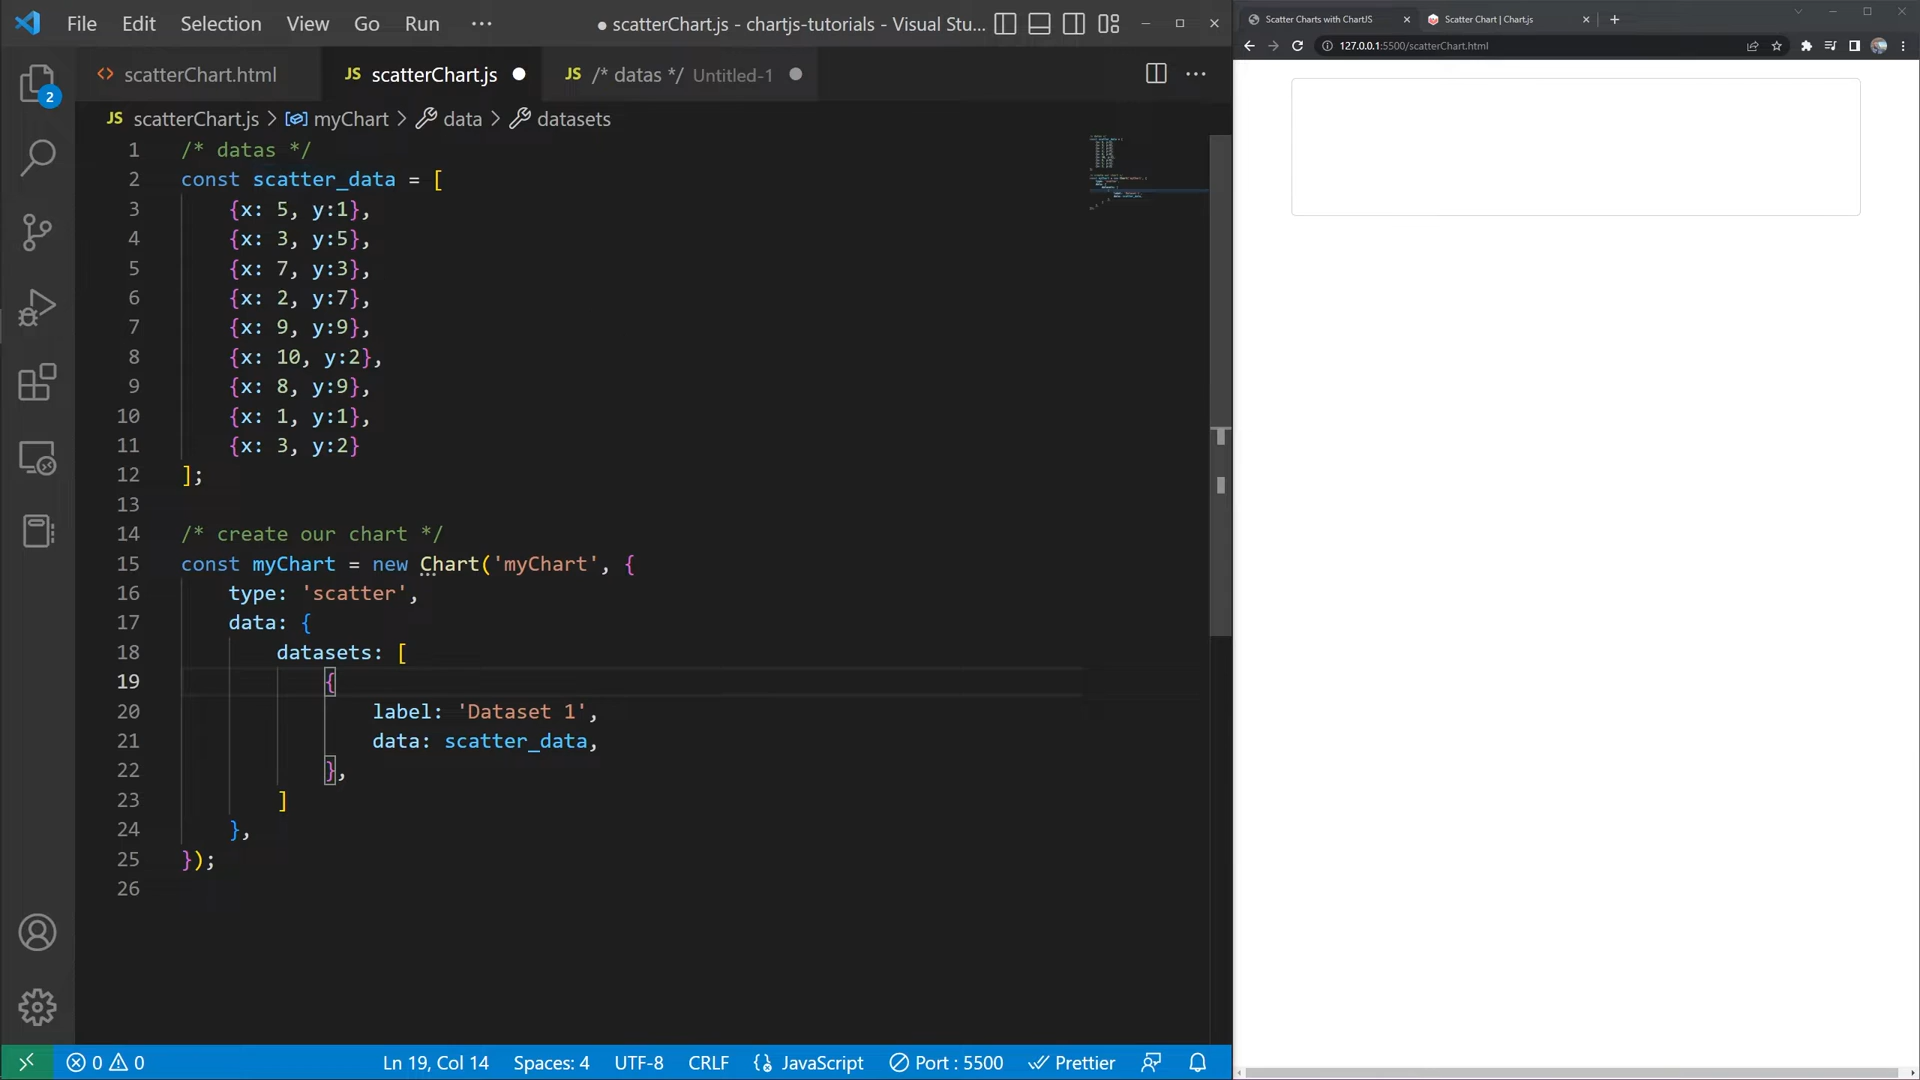 File Edit Selection View Go Run ··· ● scatterChart.js - chartjs-tutorials - Visual Stu...
scatterChart.html JS scatterChart.js JS /* datas */ Untitled-1
JS scatterChart.js > myChart > data > datasets
2
1 /* datas */
2 const scatter_data = [
3 {x: 5, y:1},
4 {x: 3, y:5},
5 {x: 7, y:3},
6 {x: 2, y:7},
7 {x: 9, y:9},
8 {x: 10, y:2},
9 {x: 8, y:9},
10 {x: 1, y:1},
11 {x: 3, y:2}
12 ];
13
14 /* create our chart */
15 const myChart = new Chart('myChart', {
16 type: 'scatter',
17 data: {
18 datasets: [
19 {
20 label: 'Dataset 1',
21 data: scatter_data,
22 },
23 ]
24 },
25 });
26
0 0 Ln 19, Col 14 Spaces: 4 UTF-8 CRLF {} JavaScript Port : 5500 Prettier
Scatter Charts with ChartJS Scatter Chart | Chart.js
127.0.0.1:5500/scatterChart.html